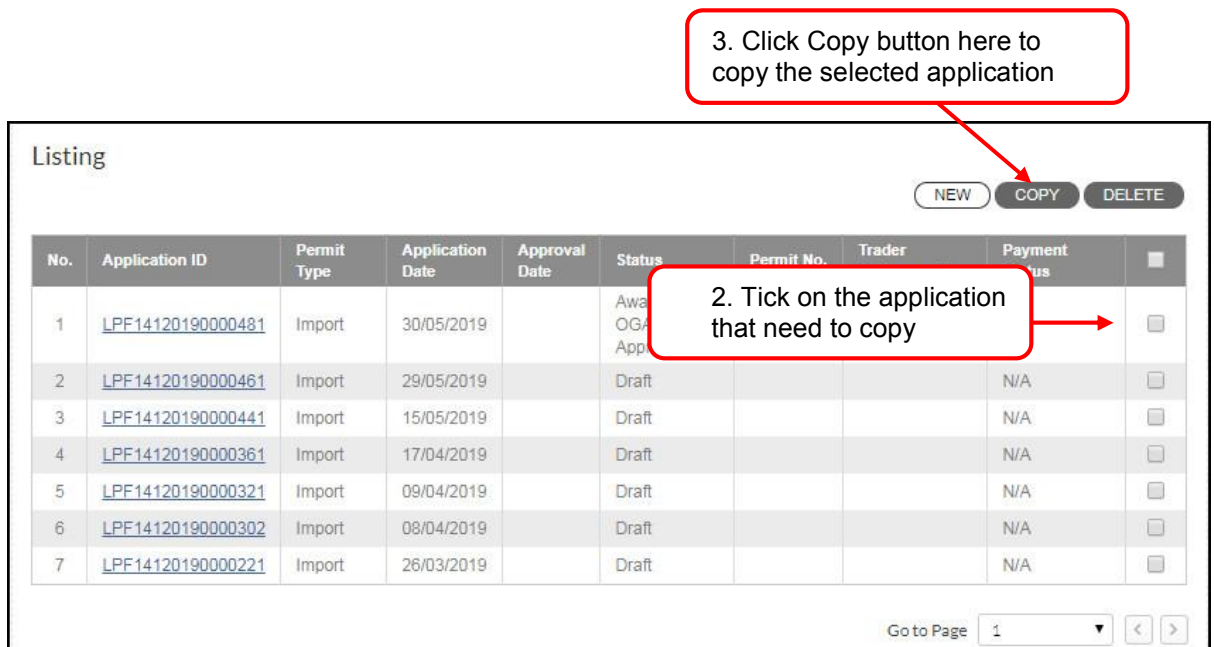 3. Click Copy button here to
copy the selected application
Listing
NEW COPY DELETE
No. Application ID Permit Type Application Date Approval Date Status Permit No. Trader Payment
2. Tick on the application
that need to copy
1 LPF14120190000481 Import 30/05/2019
2 LPF14120190000461 Import 29/05/2019 Draft N/A
3 LPF14120190000441 Import 15/05/2019 Draft N/A
4 LPF14120190000361 Import 17/04/2019 Draft N/A
5 LPF14120190000321 Import 09/04/2019 Draft N/A
6 LPF14120190000302 Import 08/04/2019 Draft N/A
7 LPF14120190000221 Import 26/03/2019 Draft N/A
Go to Page 1 < >